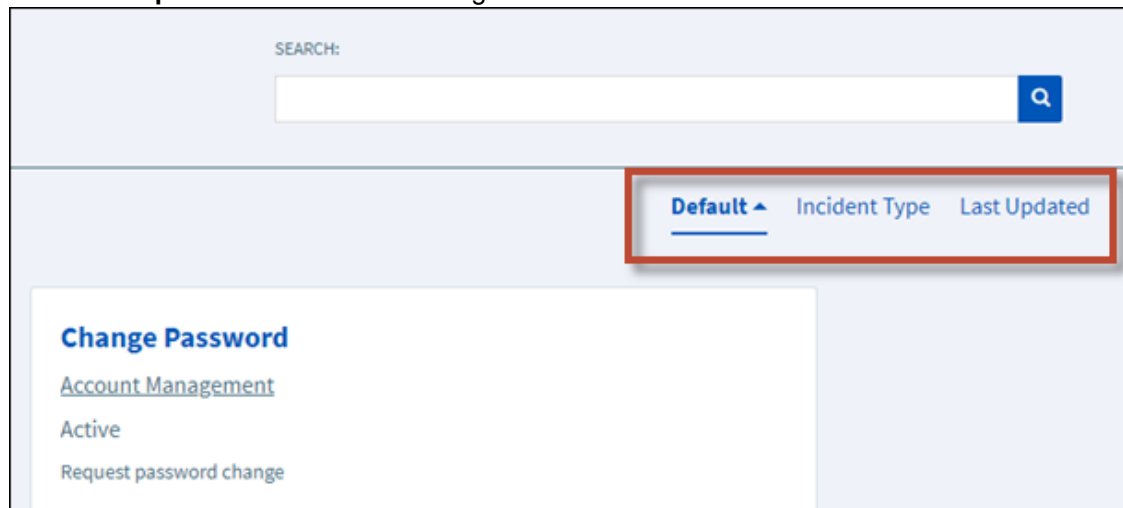 SEARCH:
Default Incident Type Last Updated
Change Password
Account Management
Active
Request password change